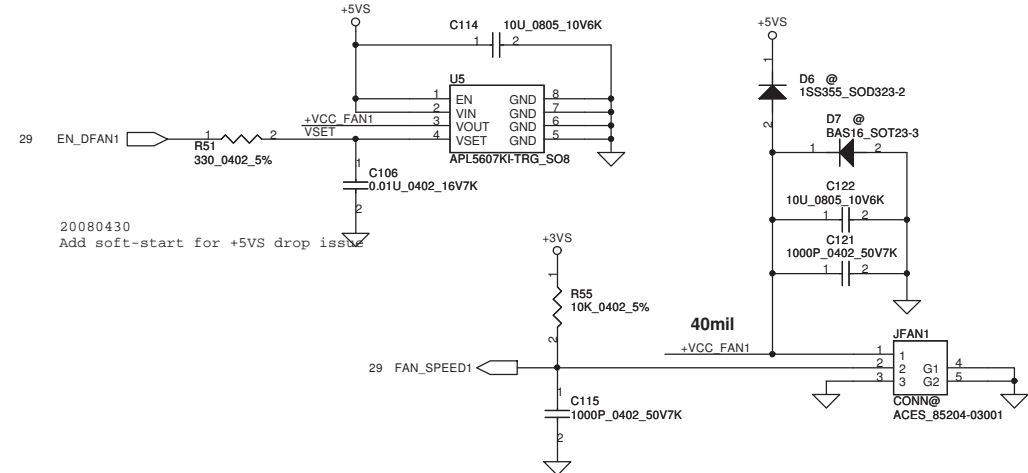 +5VS
C114 10U_0805_10V6K
1 2
U5
1 EN GND 8
2 VIN GND 7
+VCC_FAN1 3 VOUT GND 6
VSET 4 VSET GND 5
APL5607KI-TRG_SO8
29 EN_DFAN1
1 2
R51
330_0402_5%
1
C106
0.01U_0402_16V7K
2
20080430
Add soft-start for +5VS drop issue
+5VS
1
D6 @
1SS355_SOD323-2
2
D7 @
BAS16_SOT23-3
1 2
C122
10U_0805_10V6K
1 2
C121
1000P_0402_50V7K
1 2
+3VS
1
R55
10K_0402_5%
2
40mil
+VCC_FAN1
29 FAN_SPEED1
1
C115
1000P_0402_50V7K
2
JFAN1
1 1
2 2 G1 4
3 3 G2 5
CONN@
ACES_85204-03001